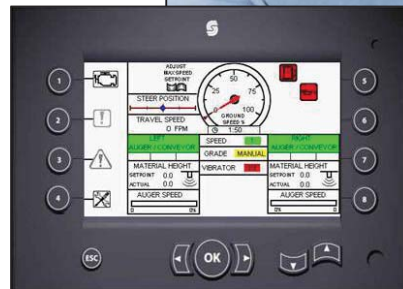 ADJUST
MAX SPEED
SETPOINT
STEER POSITION
TRAVEL SPEED
0 FPM
0
25
50
75
100
GROUND
SPEED %
1:50
LEFT
AUGER / CONVEYOR
SPEED
RIGHT
AUGER / CONVEYOR
GRADE MANUAL
VIBRATOR
MATERIAL HEIGHT
SETPOINT 0.0
ACTUAL 0.0
AUGER SPEED
0
MATERIAL HEIGHT
SETPOINT 0.0
ACTUAL 0.0
AUGER SPEED
0%
1
2
3
4
5
6
7
8
ESC
OK